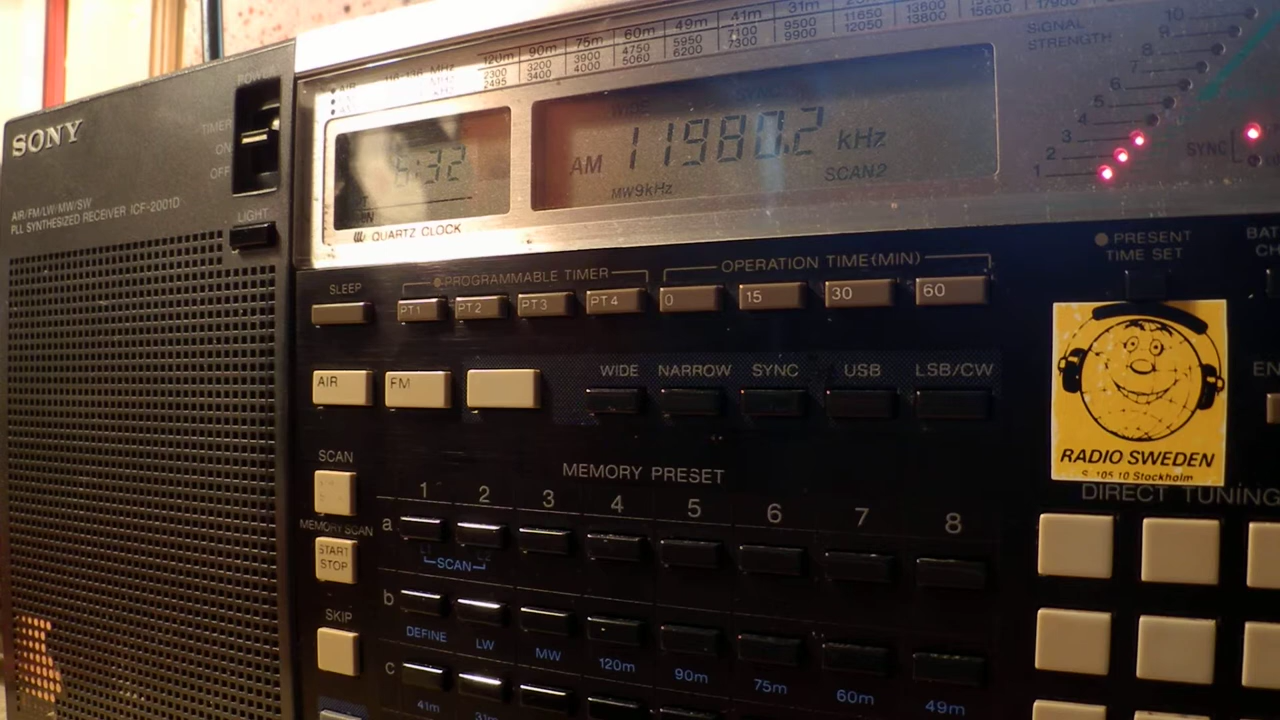 SONY
POWER
TIMER
ON
OFF
AIR/FM/LW/MW/SW
PLL SYNTHESIZED RECEIVER ICF-2001D
LIGHT
120m 90m 75m 60m 49m 41m 31m
2300 3200 3900 4750 5950 7100 9500 11650 13600 15600 17900
2495 3400 4000 5060 6200 7300 9900 12050 13800
AIR
6:32
QUARTZ CLOCK
WIDE
AM 11980.2 kHz
MW9kHz SCAN2
SIGNAL
STRENGTH
10
9
8
7
6
5
4
3
2
1
SYNC
SLEEP
PROGRAMMABLE TIMER
PT1 PT2 PT3 PT4
OPERATION TIME(MIN)
0 15 30 60
PRESENT
TIME SET
AIR FM
WIDE NARROW SYNC USB LSB/CW
RADIO SWEDEN
S-105 10 Stockholm
DIRECT TUNING
SCAN
MEMORY SCAN
START
STOP
SKIP
MEMORY PRESET
1 2 3 4 5 6 7 8
a
L1 L2
SCAN
b
DEFINE LW MW 120m 90m 75m 60m 49m
c
41m 31m